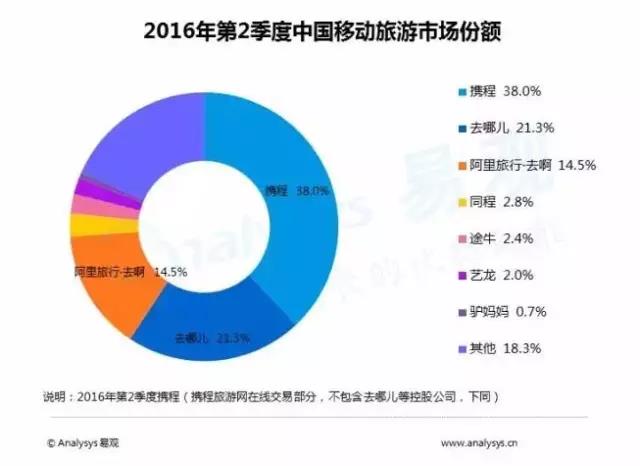 2016年第2季度中国移动旅游市场份额
携程 38.0%
去哪儿 21.3%
阿里旅行-去啊 14.5%
同程 2.8%
途牛 2.4%
艺龙 2.0%
驴妈妈 0.7%
其他 18.3%
携程 38.0%
阿里旅行-去啊 14.5%
去哪儿 21.3%
Analysys 易观
说明：2016年第2季度携程（携程旅游网在线交易部分，不包含去哪儿等控股公司，下同）
© Analysys 易观
www.analysys.cn